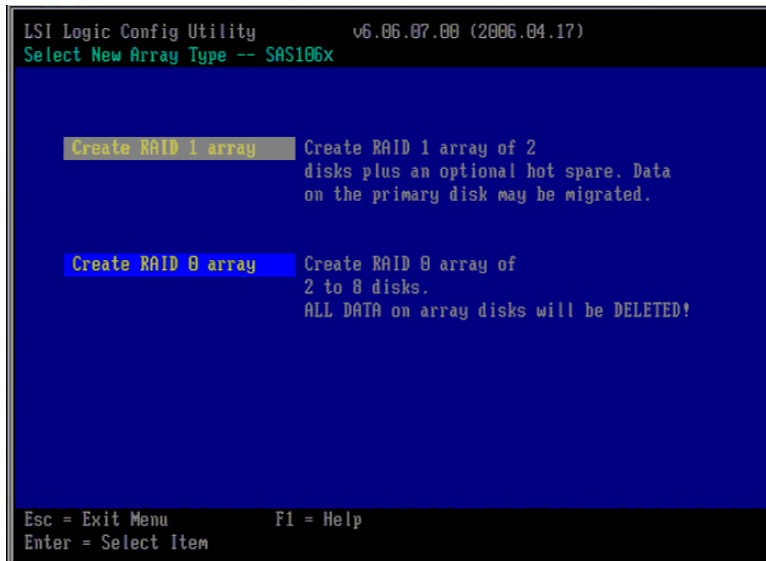 LSI Logic Config Utility v6.06.07.00 (2006.04.17)
Select New Array Type -- SAS106x
Create RAID 1 array Create RAID 1 array of 2
disks plus an optional hot spare. Data
on the primary disk may be migrated.
Create RAID 0 array Create RAID 0 array of
2 to 8 disks.
ALL DATA on array disks will be DELETED!
Esc = Exit Menu F1 = Help
Enter = Select Item